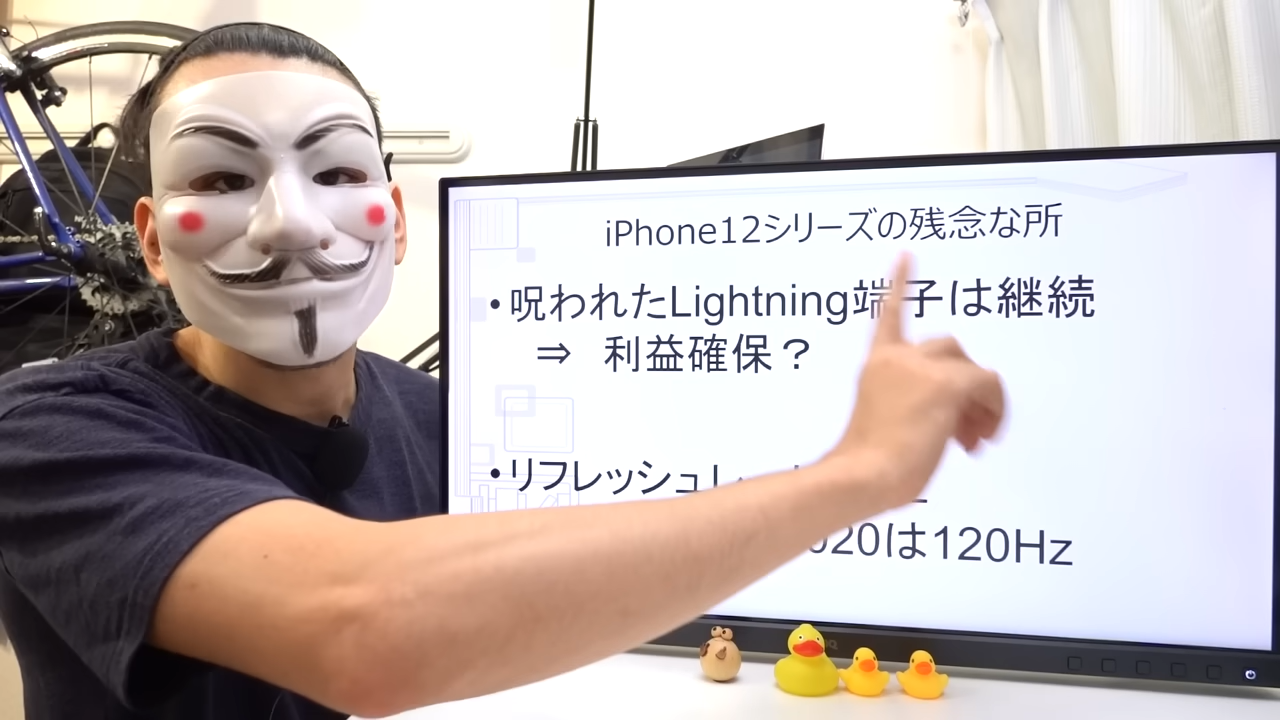 iPhone12シリーズの残念な所
・呪われたLightning端子は継続
⇒ 利益確保？
・リフレッシュレ
020は120Hz